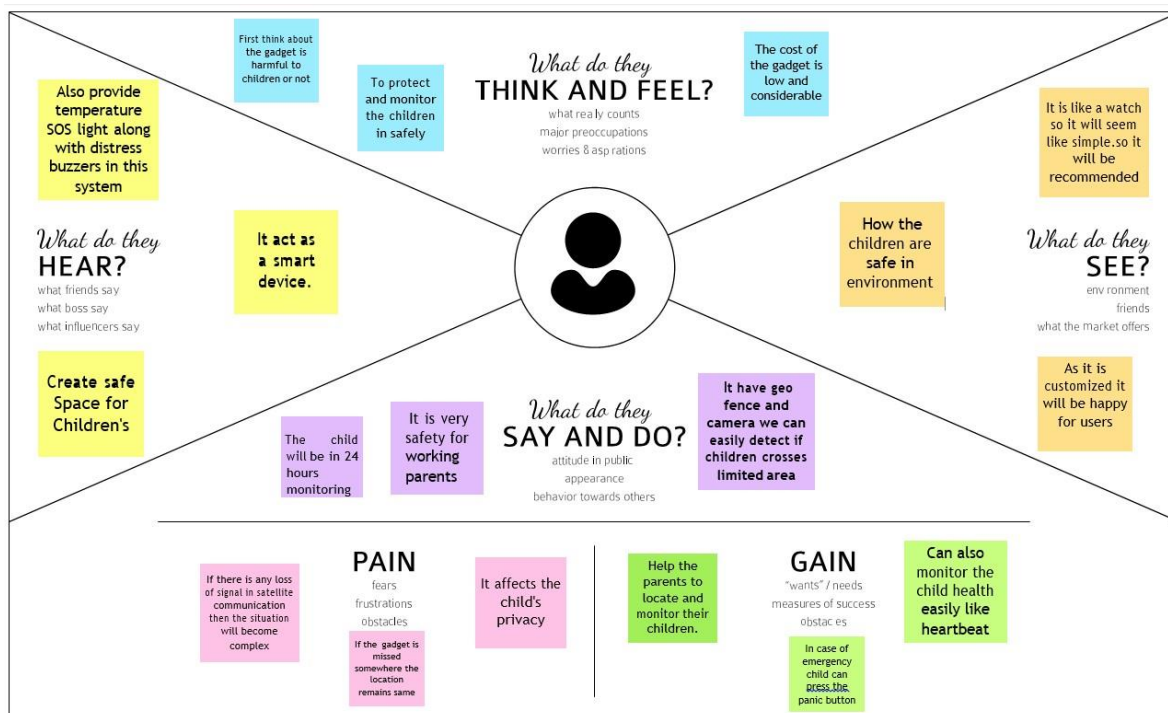 First think about
the gadget is
harmful to
children or not
To protect
and monitor
the children
in safely
What do they
THINK AND FEEL?
what really counts
major preoccupations
worries & aspirations
The cost of
the gadget is
low and
considerable
Also provide
temperature
SOS light along
with distress
buzzers in this
system
What do they
HEAR?
what friends say
what boss say
what influencers say
It act as
a smart
device.
Create safe
Space for
Children's
It is like a watch
so it will seem
like simple.so it
will be
recommended
How the
children are
safe in
environment
What do they
SEE?
environment
friends
what the market offers
As it is
customized it
will be happy
for users
The child
will be in 24
hours
monitoring
It is very
safety for
working
parents
What do they
SAY AND DO?
attitude in public
appearance
behavior towards others
It have geo
fence and
camera we can
easily detect if
children crosses
limited area
If there is any loss
of signal in satellite
communication
then the situation
will become
complex
PAIN
fears
frustrations
obstacles
If the gadget is
missed
somewhere the
location
remains same
It affects the
child's
privacy
Help the
parents to
locate and
monitor their
children.
GAIN
"wants" / needs
measures of success
obstacles
In case of
emergency
child can
press the
panic button
Can also
monitor the
child health
easily like
heartbeat